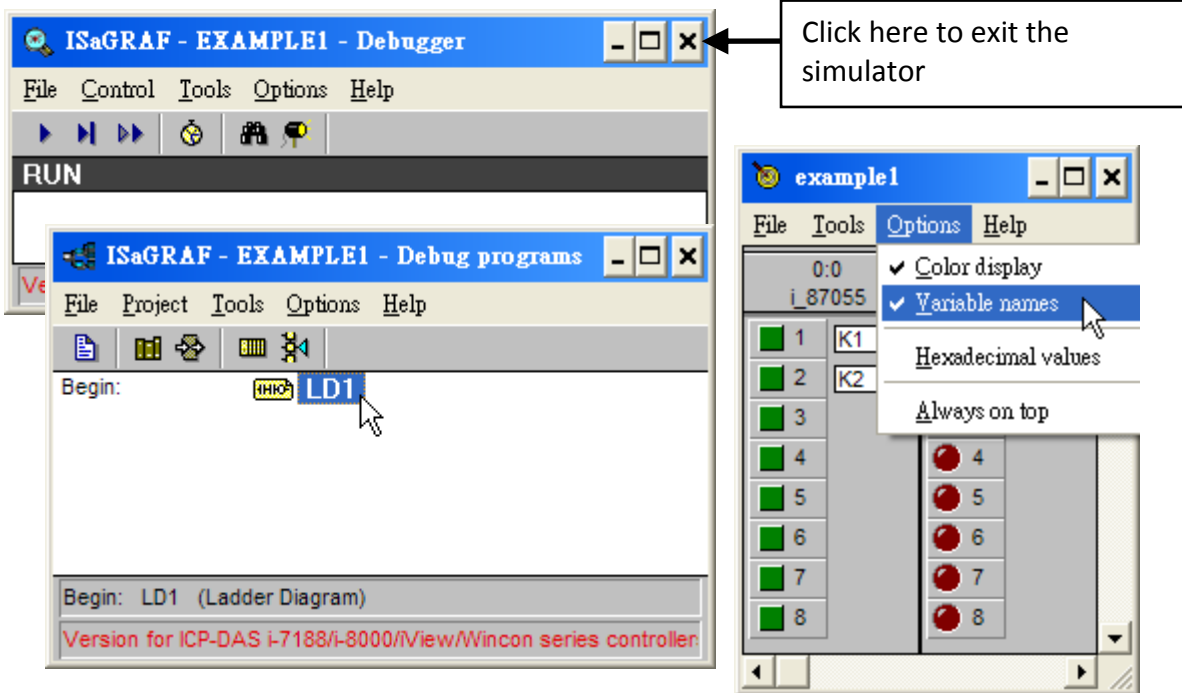 ISaGRAF - EXAMPLE1 - Debugger
File Control Tools Options Help
RUN
Ve
Click here to exit the
simulator
ISaGRAF - EXAMPLE1 - Debug programs
File Project Tools Options Help
Begin: LD1
Begin: LD1 (Ladder Diagram)
Version for ICP-DAS i-7188/i-8000/iView/Wincon series controller
example1
File Tools Options Help
0:0
i_87055
Color display
Variable names
Hexadecimal values
Always on top
1 K1
2 K2
3
4 4
5 5
6 6
7 7
8 8